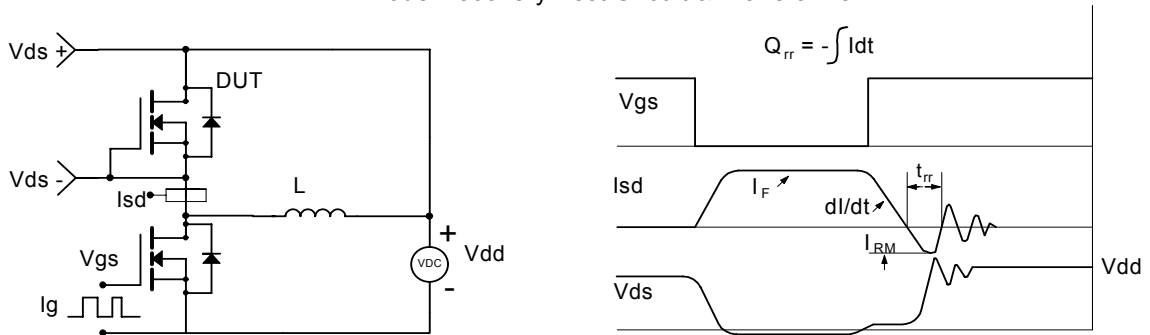 Vds +
DUT
Vds -
Isd
L
Vgs
Ig
+
VDC
-
Vdd
Qrr = -∫Idt
Vgs
Isd
IF
dI/dt
trr
IRM
Vds
Vdd